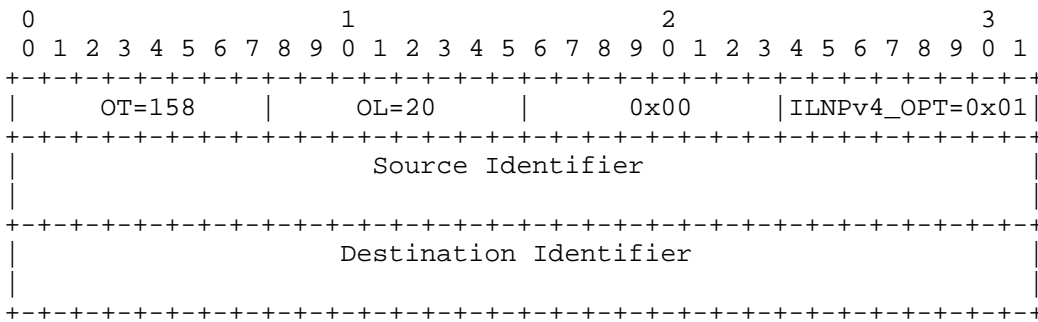 0                   1                   2                   3
 0 1 2 3 4 5 6 7 8 9 0 1 2 3 4 5 6 7 8 9 0 1 2 3 4 5 6 7 8 9 0 1
+-+-+-+-+-+-+-+-+-+-+-+-+-+-+-+-+-+-+-+-+-+-+-+-+-+-+-+-+-+-+-+-+
|     OT=158    |     OL=20     |      0x00     |ILNPv4_OPT=0x01|
+-+-+-+-+-+-+-+-+-+-+-+-+-+-+-+-+-+-+-+-+-+-+-+-+-+-+-+-+-+-+-+-+
|                      Source Identifier                        |
|                                                               |
+-+-+-+-+-+-+-+-+-+-+-+-+-+-+-+-+-+-+-+-+-+-+-+-+-+-+-+-+-+-+-+-+
|                    Destination Identifier                     |
|                                                               |
+-+-+-+-+-+-+-+-+-+-+-+-+-+-+-+-+-+-+-+-+-+-+-+-+-+-+-+-+-+-+-+-+